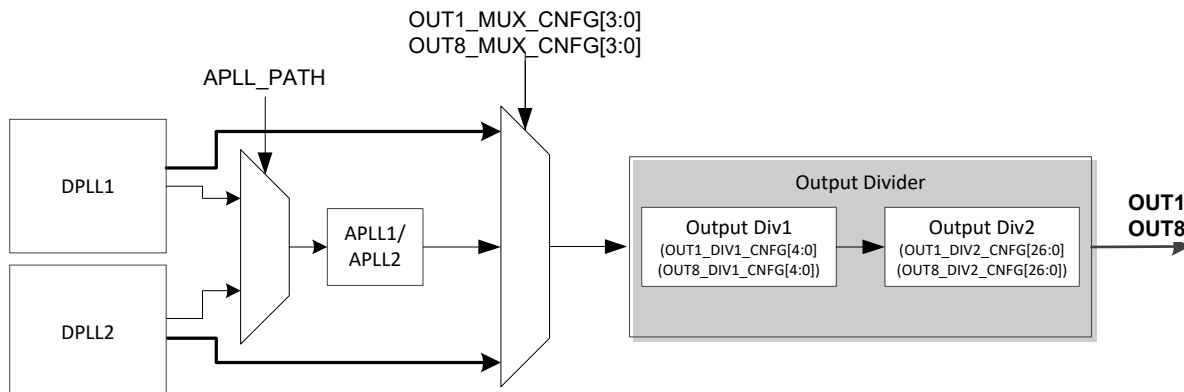 OUT1_MUX_CNFG[3:0]
OUT8_MUX_CNFG[3:0]
APLL_PATH
DPLL1
DPLL2
APLL1/
APLL2
Output Divider
Output Div1
(OUT1_DIV1_CNFG[4:0]
(OUT8_DIV1_CNFG[4:0])
Output Div2
(OUT1_DIV2_CNFG[26:0]
(OUT8_DIV2_CNFG[26:0])
OUT1
OUT8